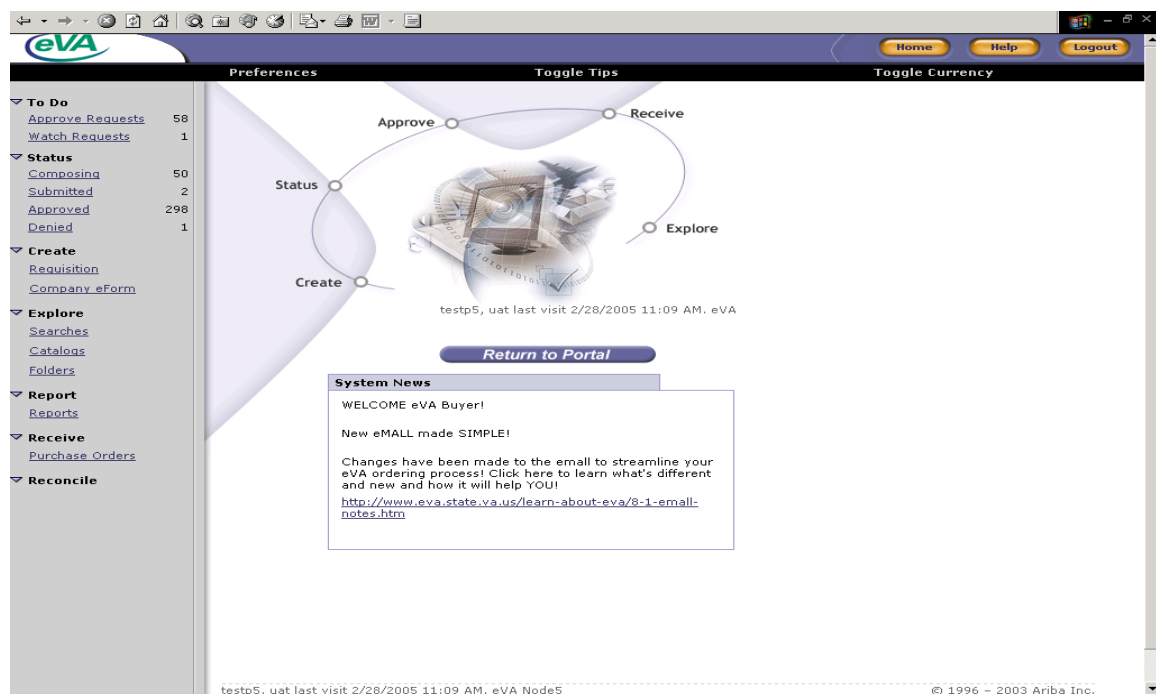 eVA
Home Help Logout
Preferences Toggle Tips Toggle Currency
To Do
Approve Requests 58
Watch Requests 1
Status
Composing 50
Submitted 2
Approved 298
Denied 1
Create
Requisition
Company eForm
Explore
Searches
Catalogs
Folders
Report
Reports
Receive
Purchase Orders
Reconcile
Approve
Receive
Status
Explore
Create
testp5, uat last visit 2/28/2005 11:09 AM. eVA
Return to Portal
System News
WELCOME eVA Buyer!
New eMALL made SIMPLE!
Changes have been made to the emall to streamline your
eVA ordering process! Click here to learn what's different
and new and how it will help YOU!
http://www.eva.state.va.us/learn-about-eva/8-1-emall-
notes.htm
testp5, uat last visit 2/28/2005 11:09 AM. eVA Node5
© 1996 - 2003 Ariba Inc.